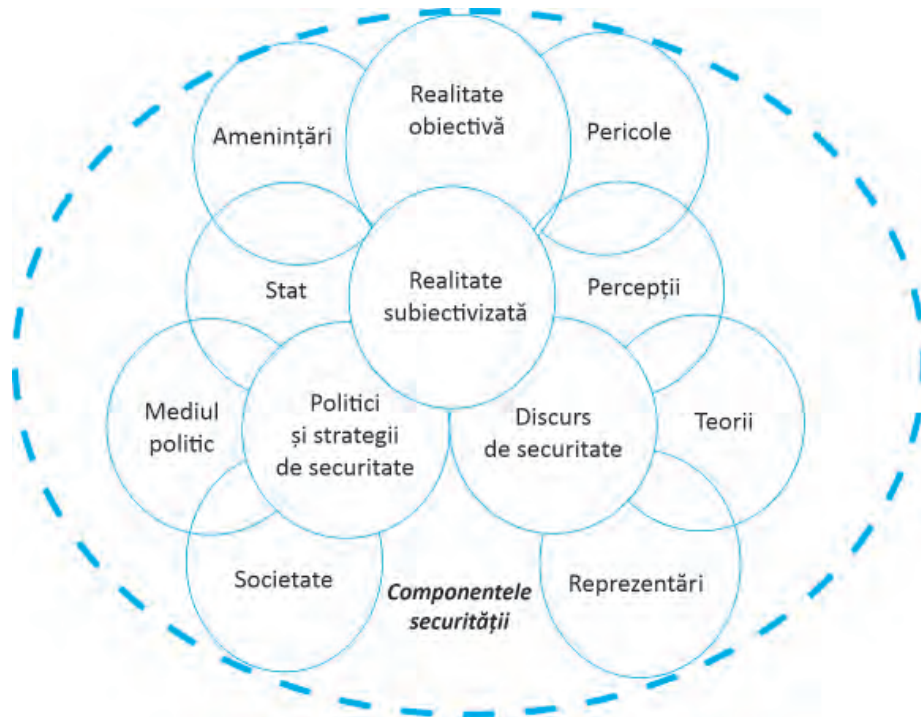 Realitate
obiectivă
Amenințări
Pericole
Stat
Realitate
subiectivizată
Percepții
Mediul
politic
Politici
și strategii
de securitate
Discurs
de securitate
Teorii
Societate
Componentele
securității
Reprezentări